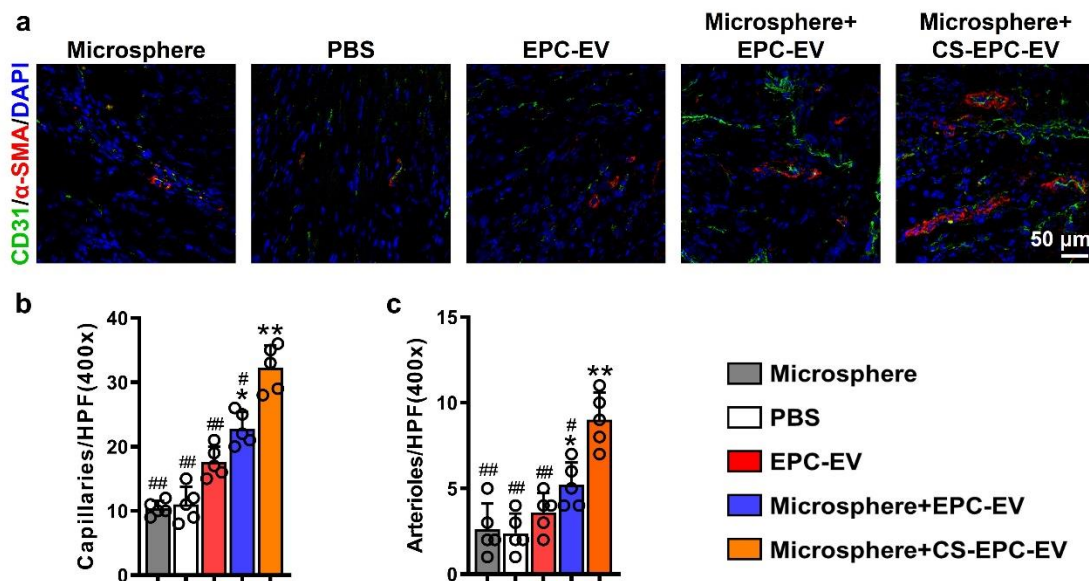 a
Microsphere
PBS
EPC-EV
Microsphere+
EPC-EV
Microsphere+
CS-EPC-EV
CD31/α-SMA/DAPI
50 μm
b
Capillaries/HPF(400x)
40
30
20
10
0
##
##
##
#
*
**
c
Arterioles/HPF(400x)
15
10
5
0
##
##
##
#
*
**
Microsphere
PBS
EPC-EV
Microsphere+EPC-EV
Microsphere+CS-EPC-EV